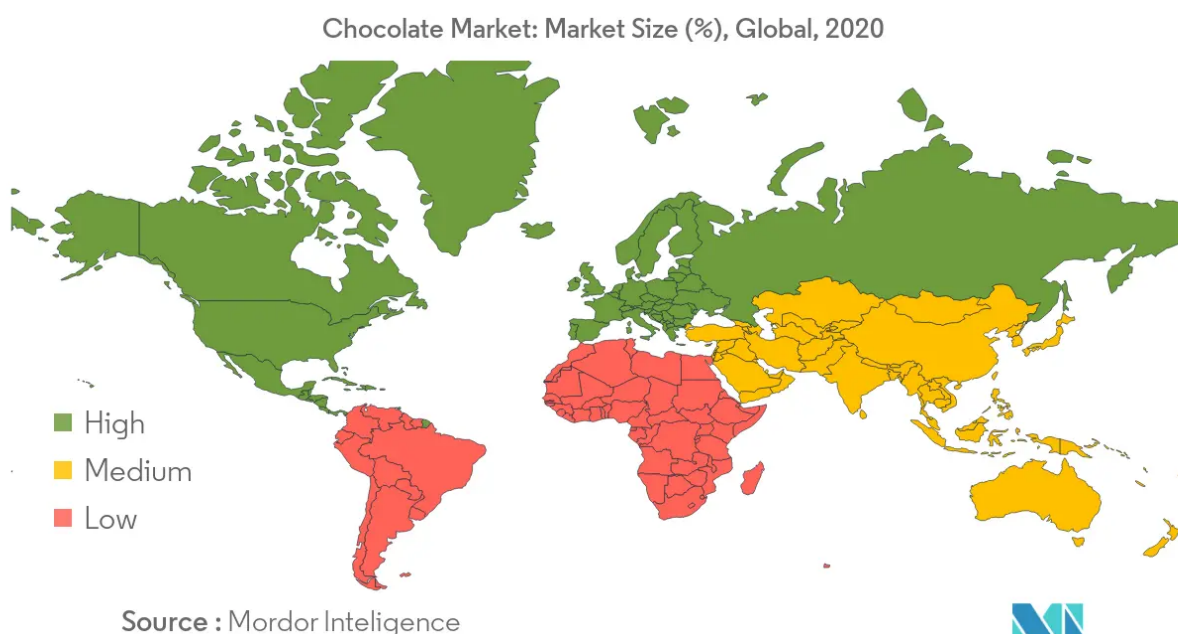 Chocolate Market: Market Size (%), Global, 2020
High
Medium
Low
Source : Mordor Inteligence